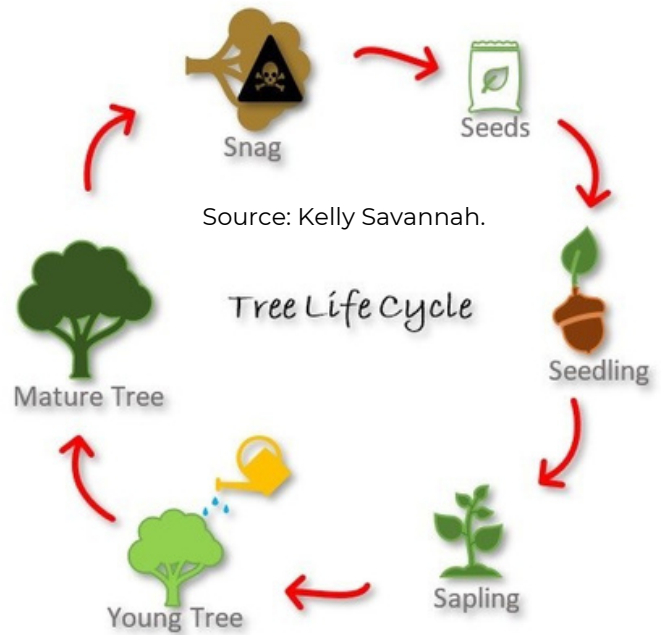 Snag
Seeds
Source: Kelly Savannah.
Tree Life Cycle
Seedling
Mature Tree
Sapling
Young Tree